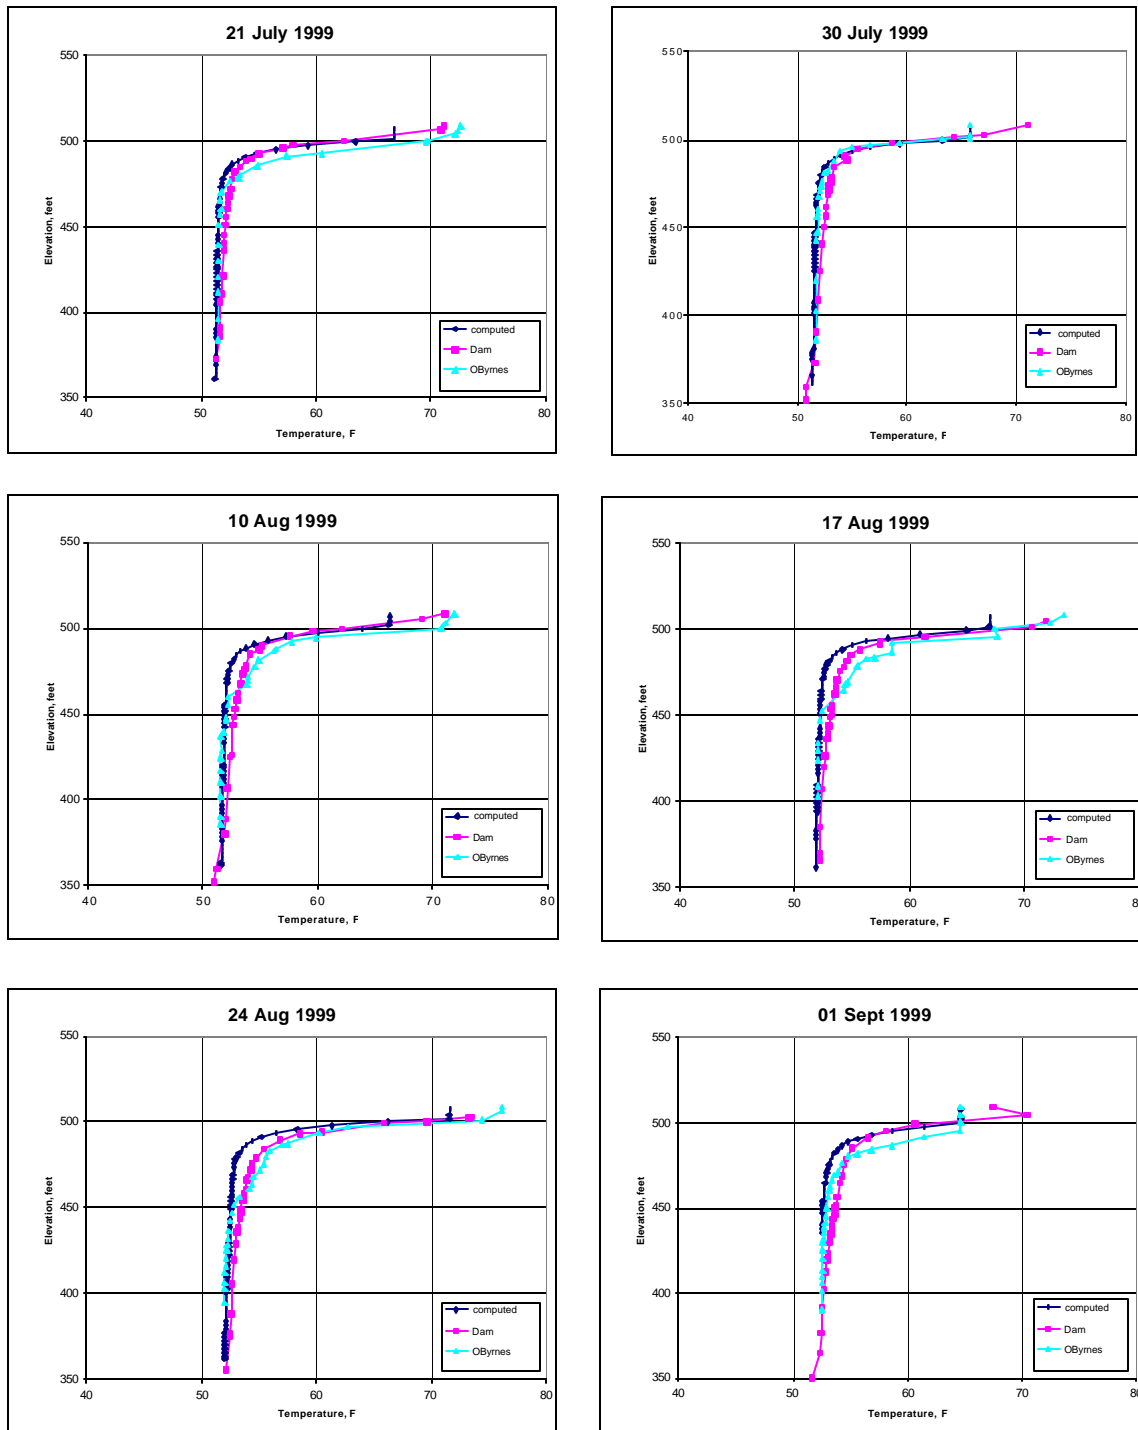 21 July 1999
550
500
450
400
350
40 50 60 70 80
Elevation, feet
Temperature, F
computed
Dam
OByrnes
30 July 1999
550
500
450
400
350
40 50 60 70 80
Elevation, feet
Temperature, F
computed
Dam
OByrnes
10 Aug 1999
550
500
450
400
350
40 50 60 70 80
Elevation, feet
Temperature, F
computed
Dam
OByrnes
17 Aug 1999
550
500
450
400
350
40 50 60 70 80
Elevation, feet
Temperature, F
computed
Dam
OByrnes
24 Aug 1999
550
500
450
400
350
40 50 60 70 80
Elevation, feet
Temperature, F
computed
Dam
OByrnes
01 Sept 1999
550
500
450
400
350
40 50 60 70 80
Elevation, feet
Temperature, F
computed
Dam
OByrnes